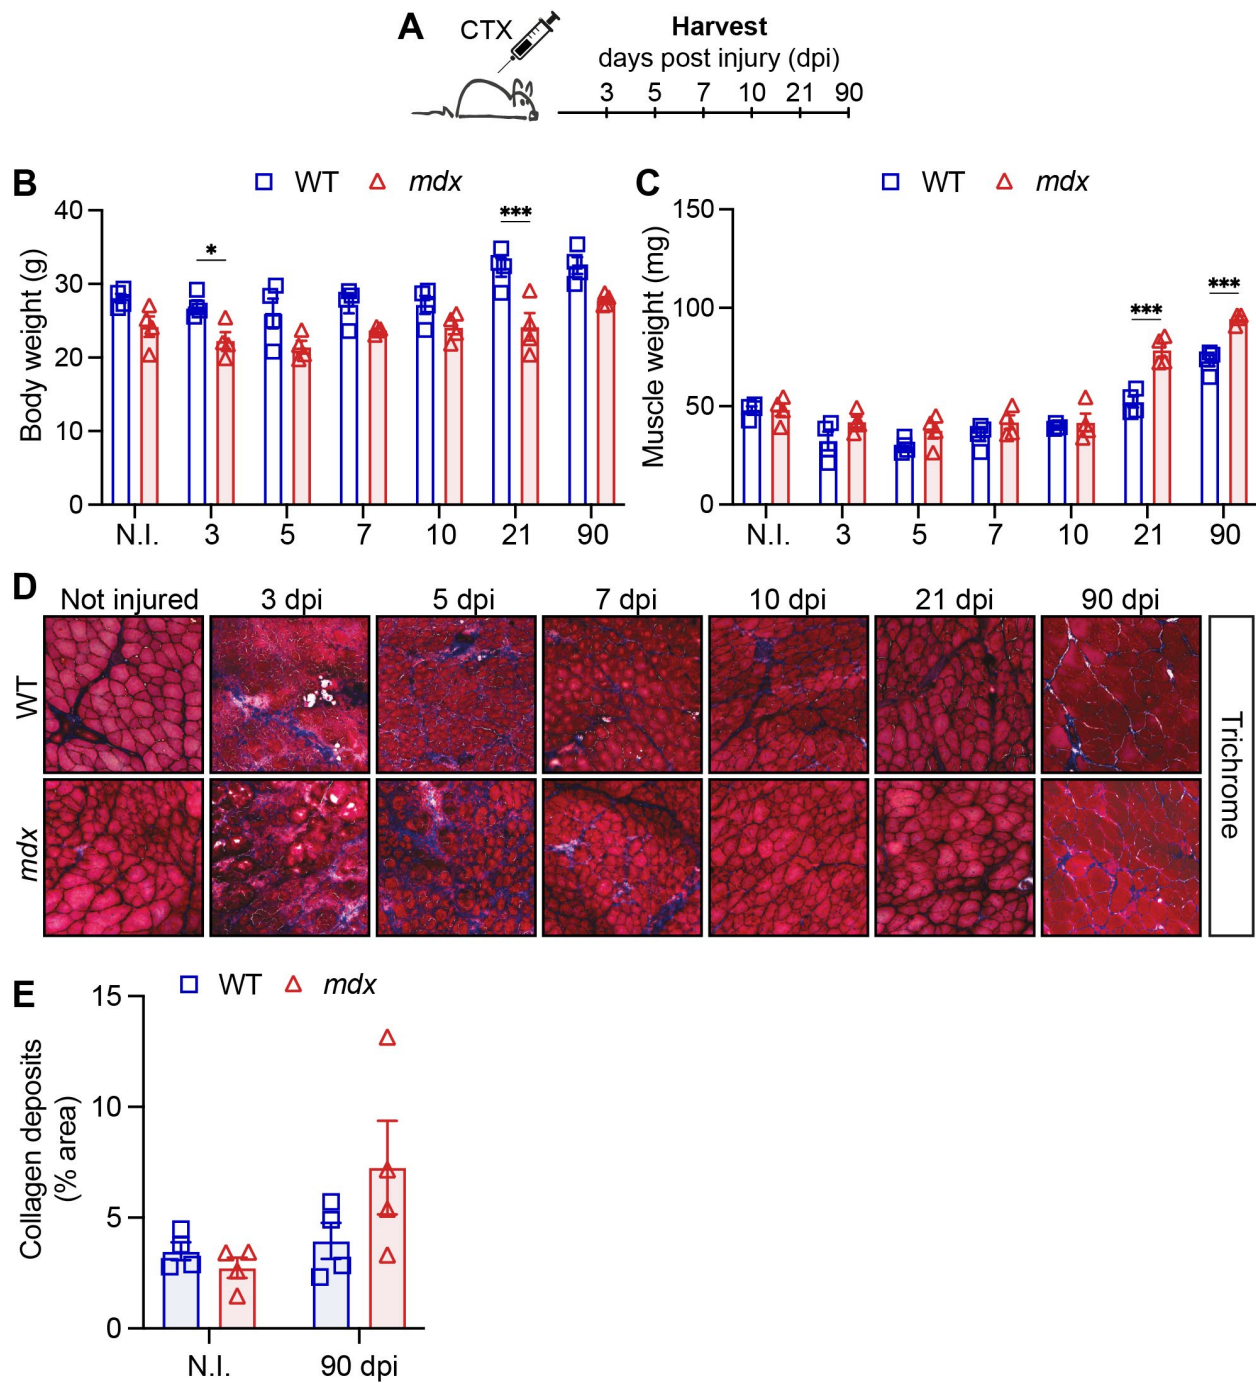 A
CTX
Harvest
days post injury (dpi)
3 5 7 10 21 90
B
WT mdx
Body weight (g)
40
30
20
10
0
* ***
N.I. 3 5 7 10 21 90
C
WT mdx
Muscle weight (mg)
150
100
50
0
*** ***
N.I. 3 5 7 10 21 90
D
Not injured 3 dpi 5 dpi 7 dpi 10 dpi 21 dpi 90 dpi
WT
mdx
Trichrome
E
WT mdx
Collagen deposits
(% area)
15
10
5
0
N.I. 90 dpi